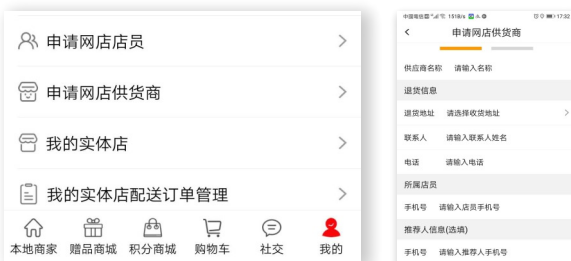 申请网店店员
申请网店供货商
我的实体店
我的实体店配送订单管理
本地商家 赠品商城 积分商城 购物车 社交 我的
17:32
申请网店供货商
供应商名称 请输入名称
退货信息
退货地址 请选择收货地址
联系人 请输入联系人姓名
电话 请输入电话
所属店员
手机号 请输入店员手机号
推荐人信息(选填)
手机号 请输入推荐人手机号